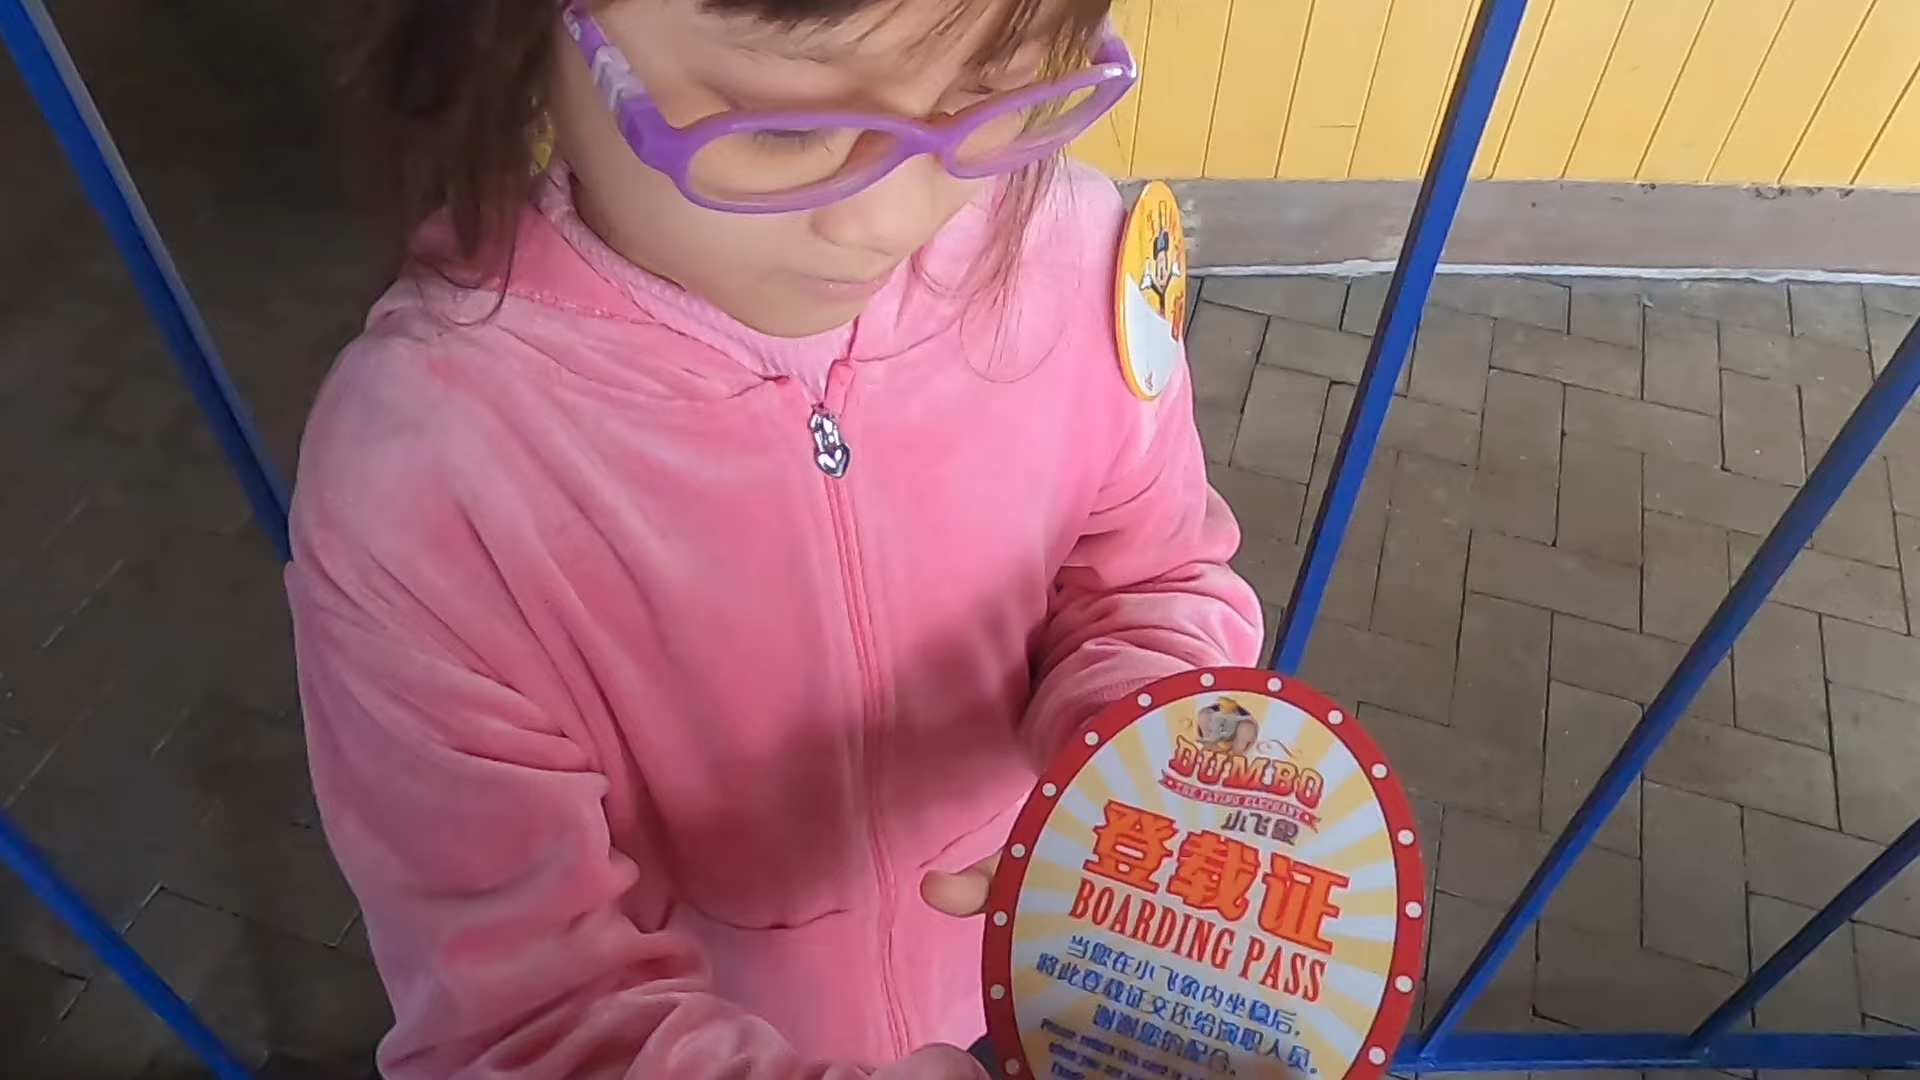 DUMBO
THE FLYING ELEPHANT
小飞象
登载证
BOARDING PASS
当您在小飞象内坐稳后，
将此登载证交还给演职人员。
谢谢您的配合。